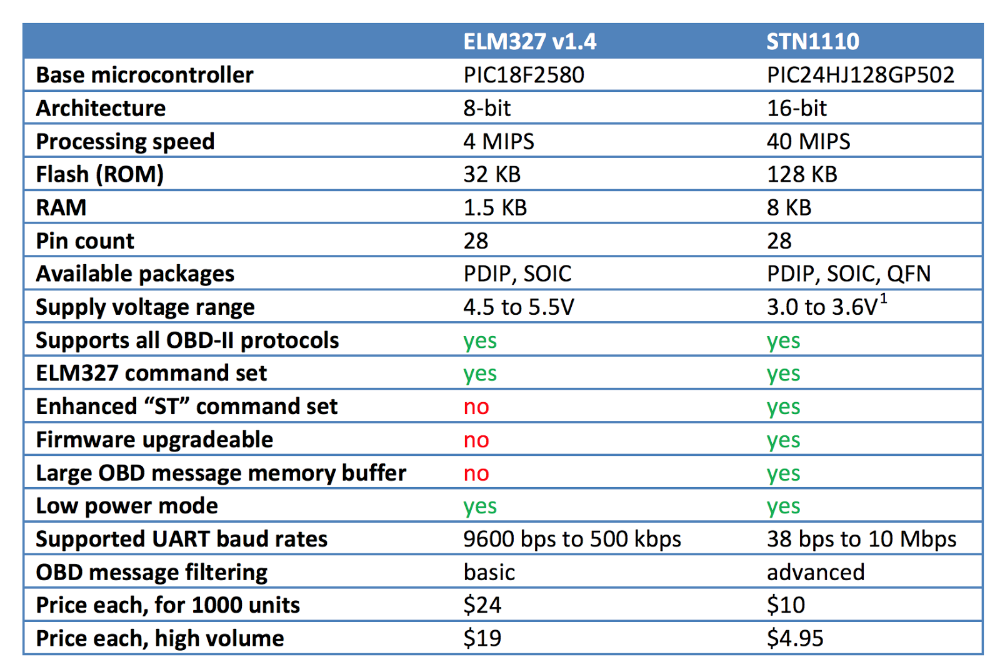 ELM327 v1.4 STN1110
Base microcontroller PIC18F2580 PIC24HJ128GP502
Architecture 8-bit 16-bit
Processing speed 4 MIPS 40 MIPS
Flash (ROM) 32 KB 128 KB
RAM 1.5 KB 8 KB
Pin count 28 28
Available packages PDIP, SOIC PDIP, SOIC, QFN
Supply voltage range 4.5 to 5.5V 3.0 to 3.6V¹
Supports all OBD-II protocols yes yes
ELM327 command set yes yes
Enhanced “ST” command set no yes
Firmware upgradeable no yes
Large OBD message memory buffer no yes
Low power mode yes yes
Supported UART baud rates 9600 bps to 500 kbps 38 bps to 10 Mbps
OBD message filtering basic advanced
Price each, for 1000 units $24 $10
Price each, high volume $19 $4.95